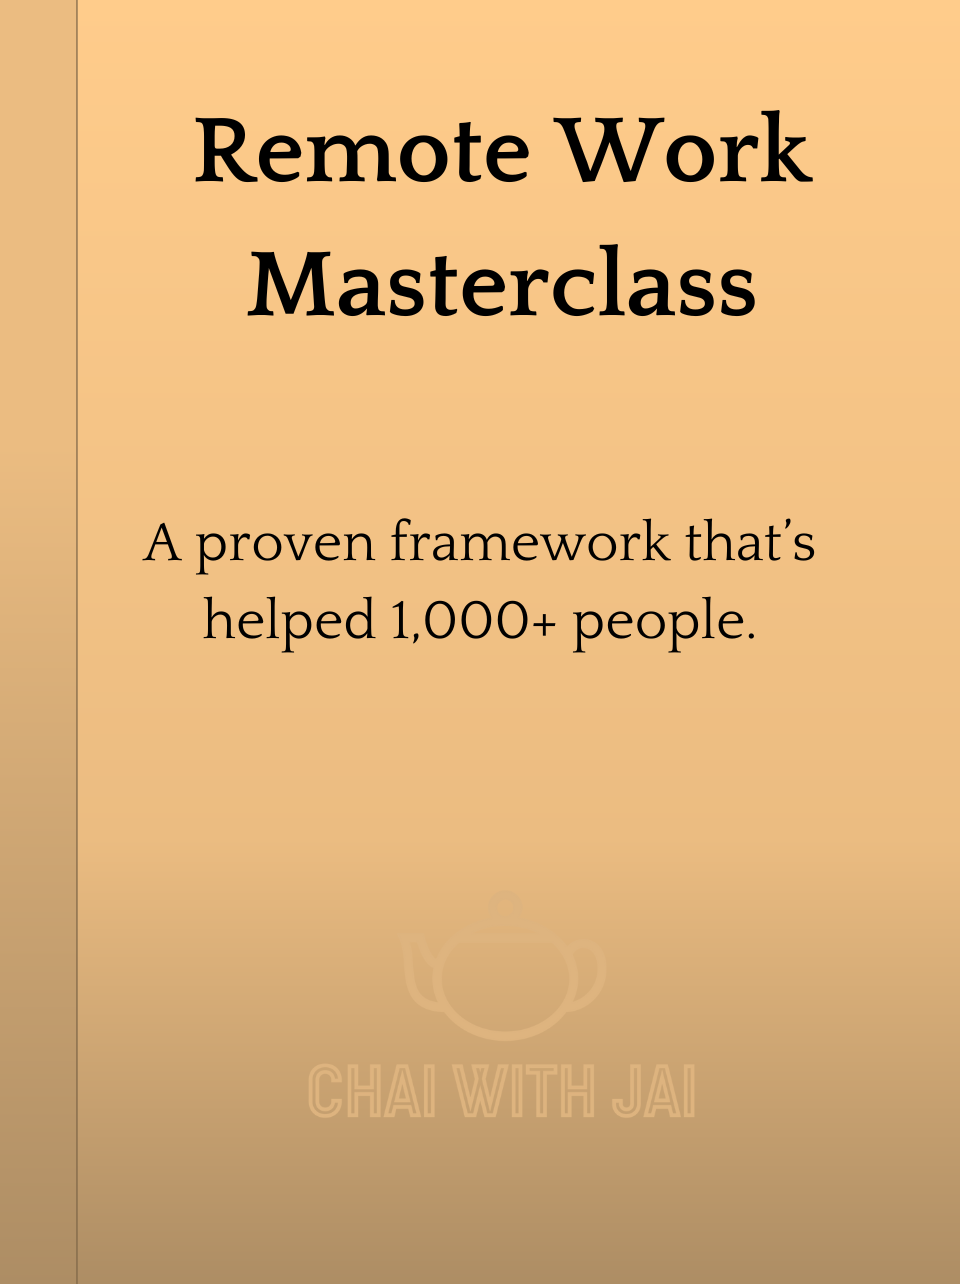 Remote Work
Masterclass
A proven framework that’s
helped 1,000+ people.
CHAI WITH JAI